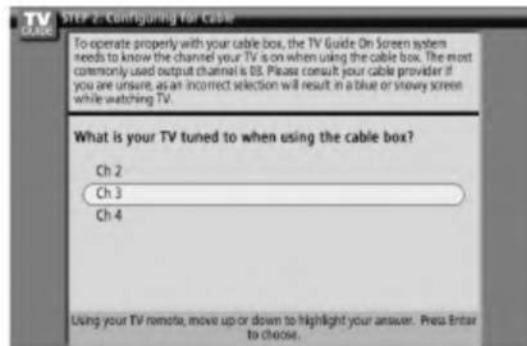 TV
GUIDE
STEP 2: Configuring for Cable
To operate properly with your cable box, the TV Guide On Screen system
needs to know the channel your TV is on when using the cable box. The most
commonly used output channel is 03. Please consult your cable provider if
you are unsure, as an incorrect selection will result in a blue or snowy screen
while watching TV.
What is your TV tuned to when using the cable box?
Ch 2
Ch 3
Ch 4
Using your TV remote, move up or down to highlight your answer. Press Enter
to choose.